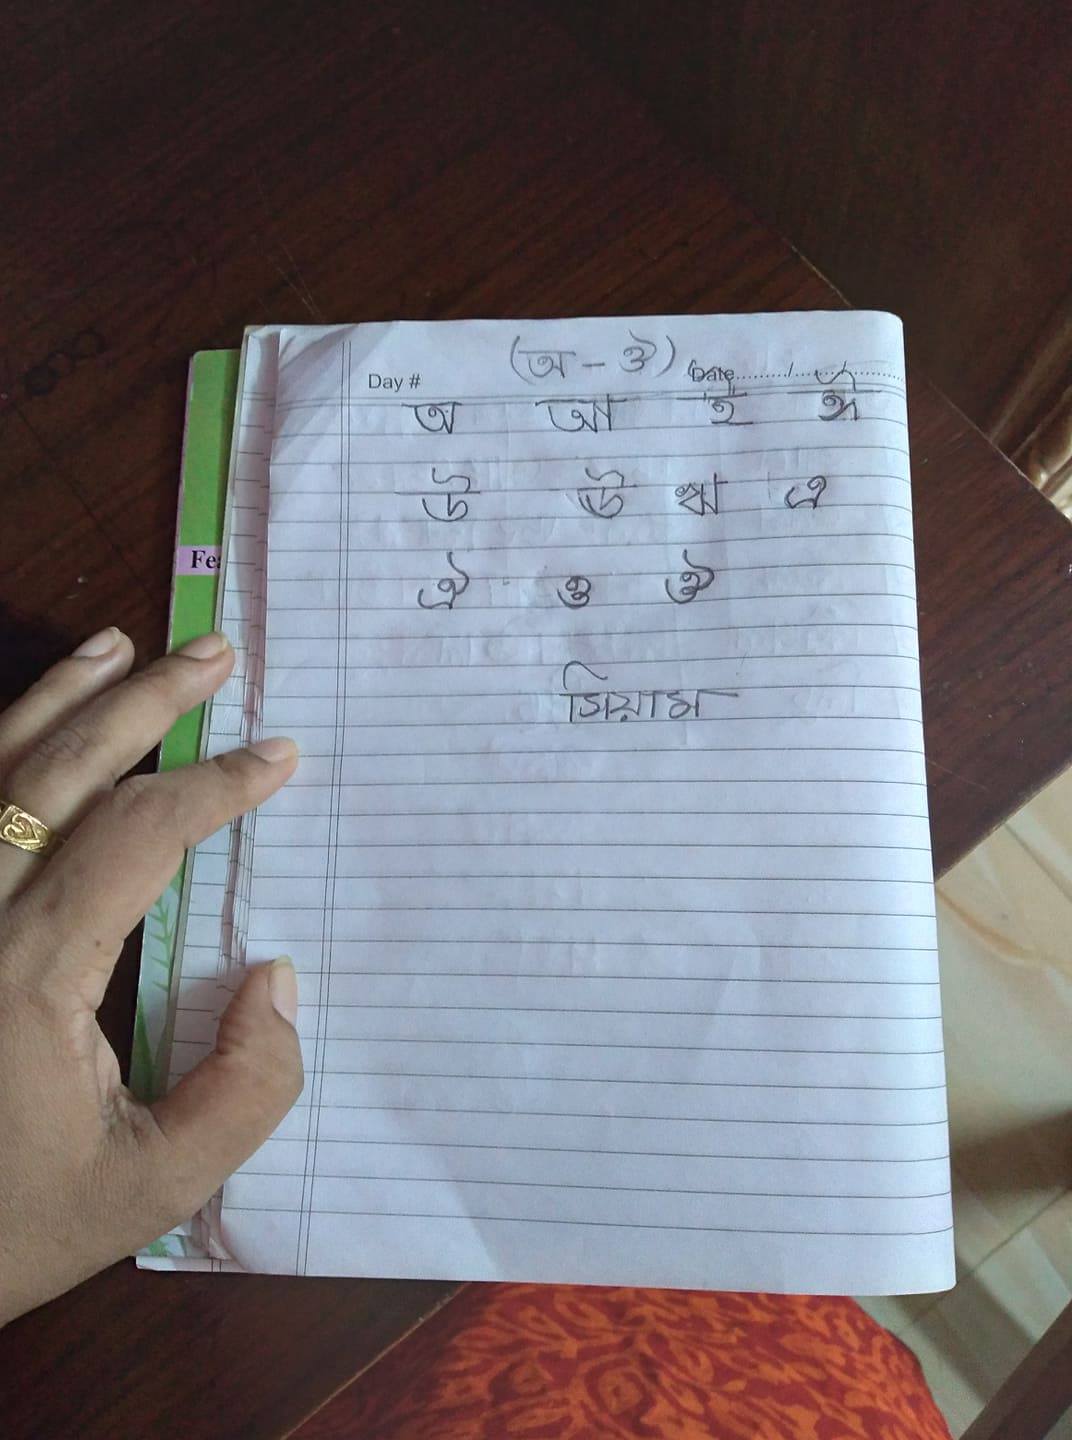 (অ - ঔ)
Day # Date........../....../............
অ আ ই ঈ
উ ঊ ঋ এ
ঐ ও ঔ
সিয়াম
Fe